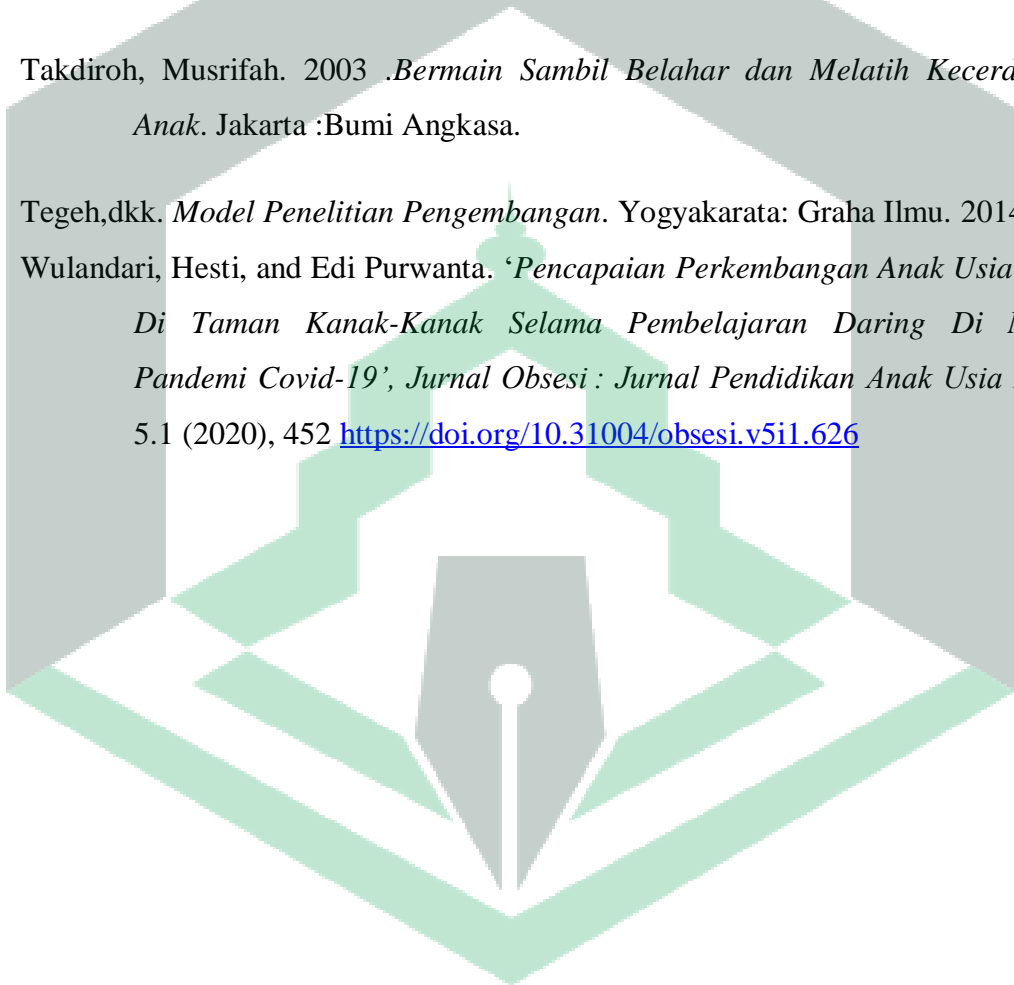 Takdiroh, Musrifah. 2003 .Bermain Sambil Belahar dan Melatih Kecerd
Anak. Jakarta :Bumi Angkasa.
Tegeh,dkk. Model Penelitian Pengembangan. Yogyakarata: Graha Ilmu. 2014
Wulandari, Hesti, and Edi Purwanta. ‘Pencapaian Perkembangan Anak Usia
Di Taman Kanak-Kanak Selama Pembelajaran Daring Di
Pandemi Covid-19’, Jurnal Obsesi : Jurnal Pendidikan Anak Usia
5.1 (2020), 452 https://doi.org/10.31004/obsesi.v5i1.626